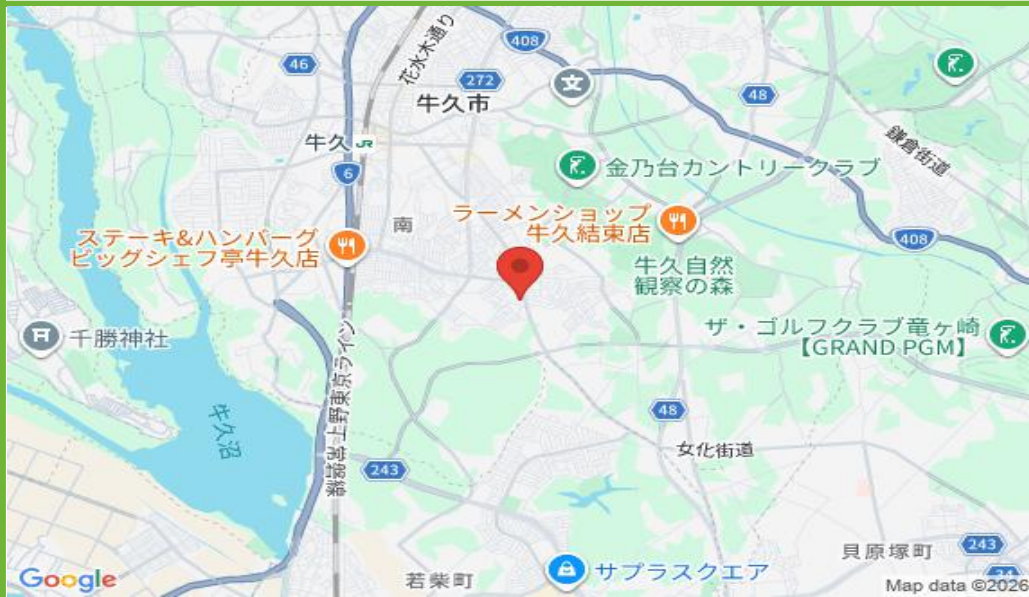 花水木通り
408
46
272
文
48
牛久市
鎌倉街道
牛久 JR
金乃台カントリークラブ
6
ラーメンショップ
牛久結束店
南
408
ステーキ&ハンバーグ
ビッグシェフ亭牛久店
牛久自然
観察の森
千勝神社
ザ・ゴルフクラブ竜ヶ崎
【GRAND PGM】
牛久沼
常磐線上野東京ライン
48
女化街道
243
貝原塚町
243
サプラスクエア
若柴町
34
Google
Map data ©2026